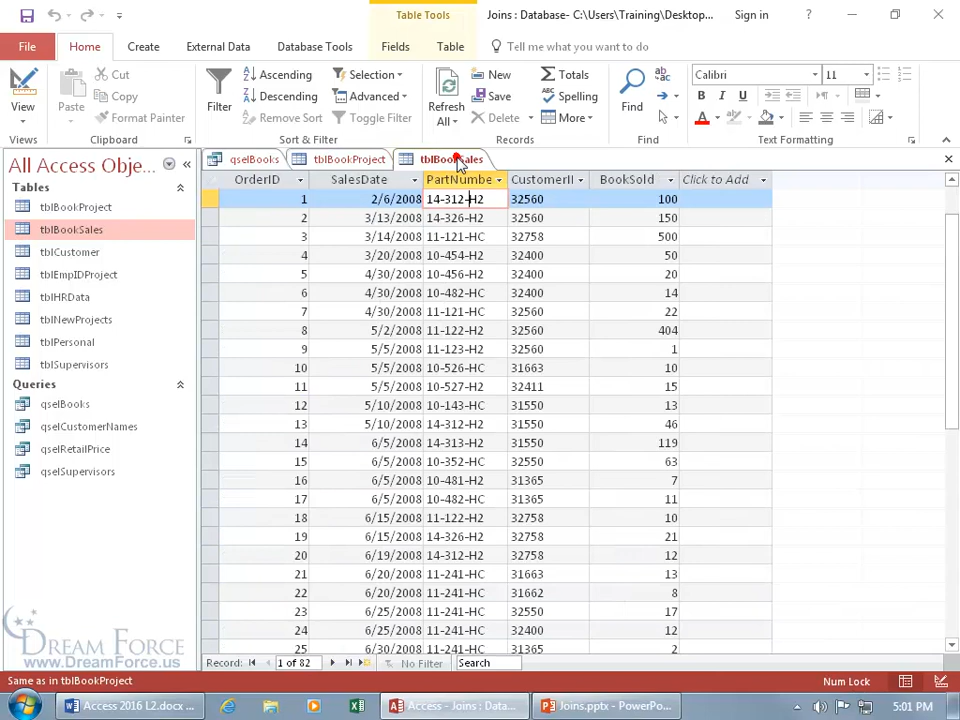 Table Tools
Joins : Database- C:\Users\Training\Desktop...
Sign in
?
File
Home
Create
External Data
Database Tools
Fields
Table
Tell me what you want to do
View
Views
Paste
Cut
Copy
Format Painter
Clipboard
Filter
Ascending
Descending
Remove Sort
Selection
Advanced
Toggle Filter
Sort & Filter
Refresh
All
New
Save
Delete
Totals
Spelling
More
Records
Find
Find
Calibri
11
B I U
A
Text Formatting
All Access Obje...
Tables
tblBookProject
tblBookSales
tblCustomer
tblEmpIDProject
tblHRData
tblNewProjects
tblPersonal
tblSupervisors
Queries
qselBooks
qselCustomerNames
qselRetailPrice
qselSupervisors
qselBooks
tblBookProject
tblBookSales
OrderID SalesDate PartNumbe CustomerII BookSold Click to Add
1 2/6/2008 14-312-H2 32560 100
2 3/13/2008 14-326-H2 32560 150
3 3/14/2008 11-121-HC 32758 500
4 3/20/2008 10-454-H2 32400 50
5 4/30/2008 10-456-H2 32400 20
6 4/30/2008 10-482-HC 32400 14
7 4/30/2008 11-121-HC 32560 22
8 5/2/2008 11-122-H2 32560 404
9 5/5/2008 11-123-H2 32560 1
10 5/5/2008 10-526-HC 31663 10
11 5/5/2008 10-527-H2 32411 15
12 5/10/2008 10-143-HC 31550 13
13 5/10/2008 14-312-H2 31550 46
14 6/5/2008 14-313-H2 31550 119
15 6/5/2008 10-352-HC 32550 63
16 6/5/2008 10-481-H2 31365 7
17 6/5/2008 10-482-HC 31365 11
18 6/15/2008 11-122-H2 32758 10
19 6/15/2008 14-326-H2 32758 21
20 6/19/2008 14-312-H2 32758 12
21 6/20/2008 11-241-HC 31663 13
22 6/20/2008 11-241-HC 31662 8
23 6/25/2008 11-241-HC 32550 17
24 6/25/2008 11-241-HC 32400 12
25 6/30/2008 11-241-HC 31365 2
Record: 1 of 82 No Filter Search
DREAM FORCE
www.DreamForce.us
Same as in tblBookProject
Num Lock
Access 2016 L2.docx ...
Access - Joins : Data...
Joins.pptx - PowerPo...
5:01 PM